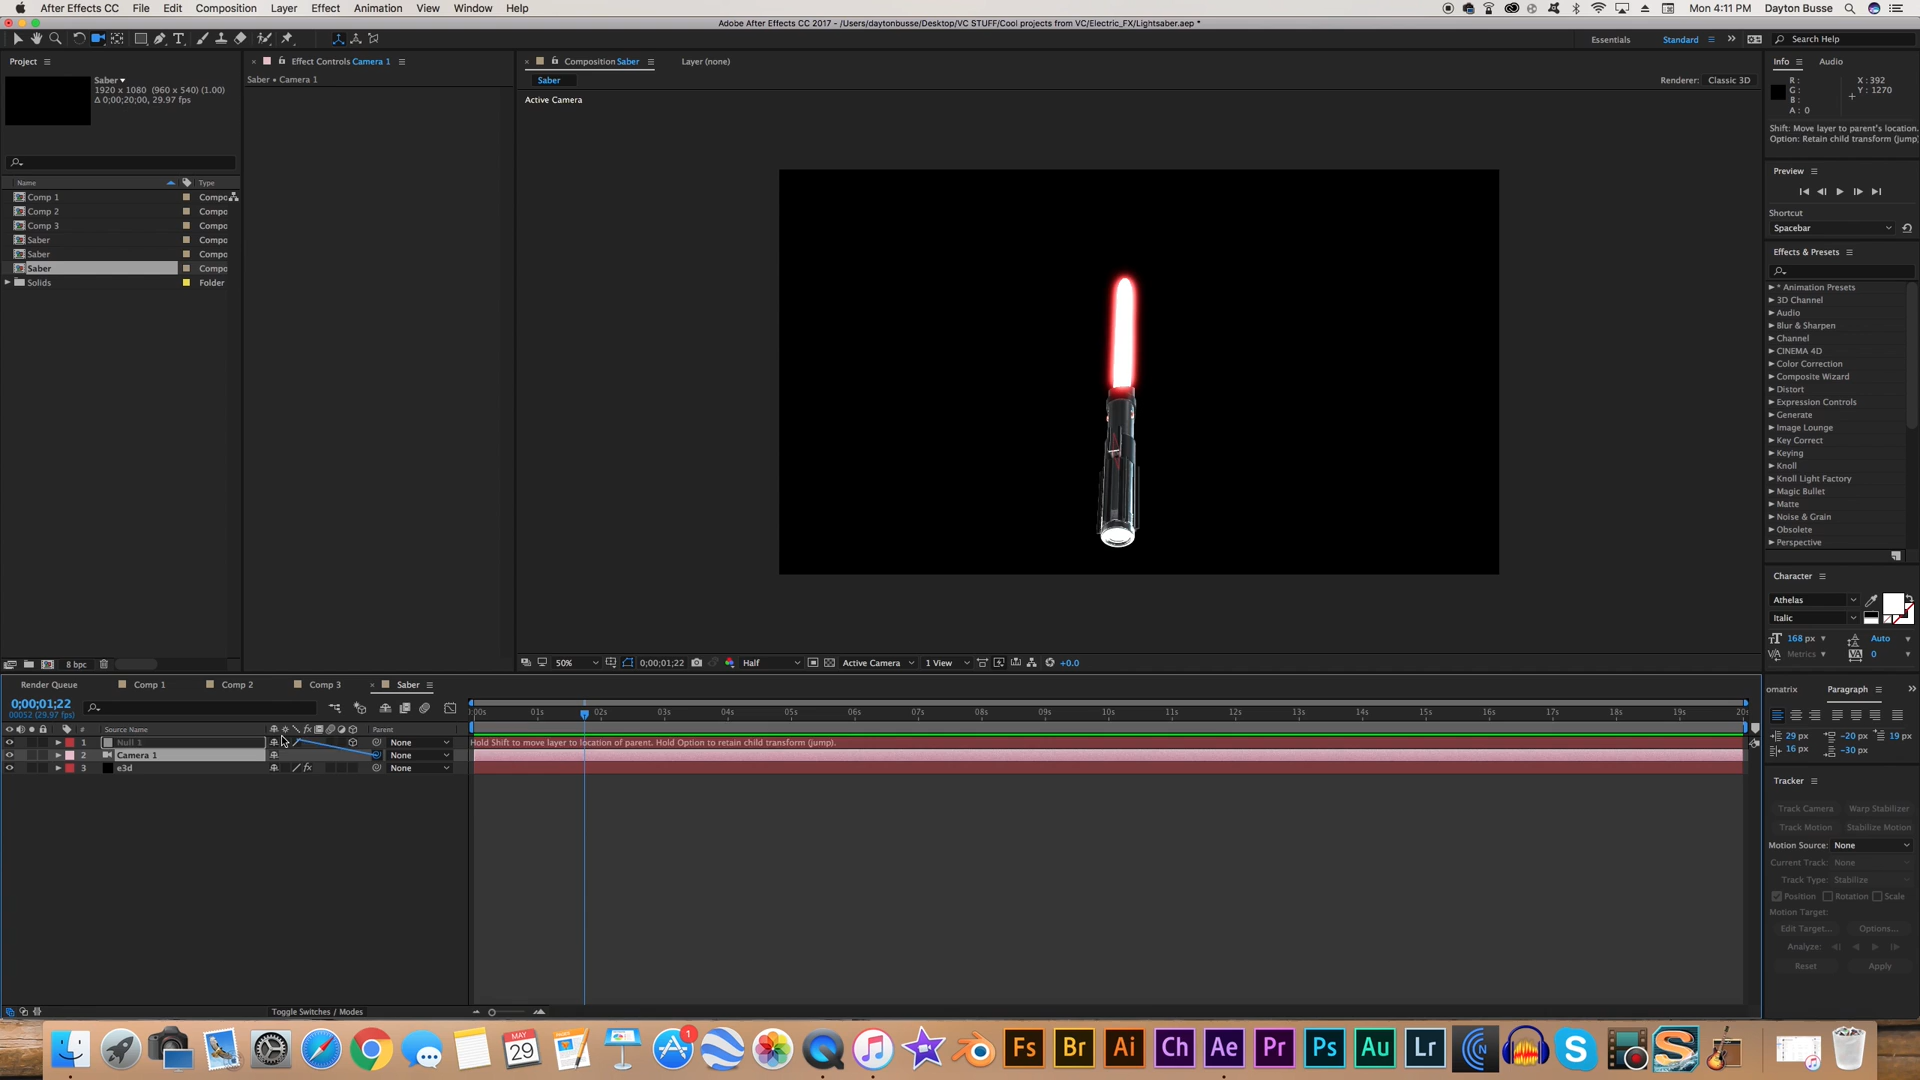 After Effects CC File Edit Composition Layer Effect Animation View Window Help
Mon 4:11 PM Dayton Busse
Adobe After Effects CC 2017 - /Users/daytonbusse/Desktop/VC STUFF/Cool projects from VC/Electric_FX/Lightsaber.aep *
Essentials Standard Search Help
Project
Effect Controls Camera 1
Composition Saber
Layer (none)
Info Audio
Saber
1920 x 1080 (960 x 540) (1.00)
Δ 0;00;20;00, 29.97 fps
Saber • Camera 1
Saber
Renderer: Classic 3D
Active Camera
R :
G :
B :
A : 0
X : 392
Y : 1270
Shift: Move layer to parent's location.
Option: Retain child transform (jump)
Name Type
Comp 1 Compo
Comp 2 Compo
Comp 3 Compo
Saber Compo
Saber Compo
Saber Compo
Solids Folder
Preview
Shortcut
Spacebar
Effects & Presets
* Animation Presets
3D Channel
Audio
Blur & Sharpen
Channel
CINEMA 4D
Color Correction
Composite Wizard
Distort
Expression Controls
Generate
Image Lounge
Key Correct
Keying
Knoll
Knoll Light Factory
Magic Bullet
Matte
Noise & Grain
Obsolete
Perspective
Character
Athelas
Italic
168 px Auto
Metrics 0
8 bpc
50% 0;00;01;22 Half Active Camera 1 View +0.0
Render Queue Comp 1 Comp 2 Comp 3 Saber
0;00;01;22
00052 (29.97 fps)
# Source Name Parent
:00s 01s 02s 03s 04s 05s 06s 07s 08s 09s 10s 11s 12s 13s 14s 15s 16s 17s 18s 19s 20s
1 Null 1 None
Hold Shift to move layer to location of parent. Hold Option to retain child transform (jump).
2 Camera 1 None
3 e3d None
omatrix Paragraph
29 px -20 px 19 px
16 px -30 px
Tracker
Track Camera Warp Stabilizer
Track Motion Stabilize Motion
Motion Source: None
Current Track: None
Track Type: Stabilize
Position Rotation Scale
Motion Target:
Edit Target... Options...
Analyze:
Reset Apply
Toggle Switches / Modes
MAY
29
1
Fs Br Ai Ch Ae Pr Ps Au Lr